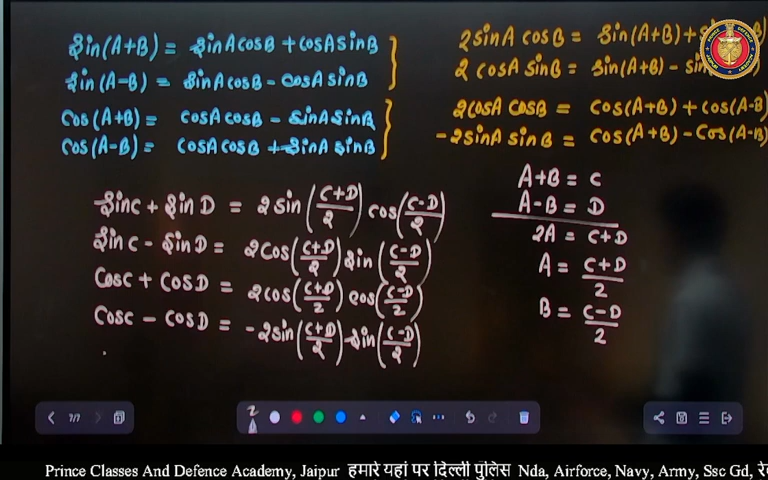 Sin(A+B) = SinA CosB + CosA SinB
Sin(A-B) = SinA CosB - CosA SinB
Cos(A+B) = CosA CosB - SinA SinB
Cos(A-B) = CosA CosB + SinA SinB
2SinA CosB = Sin(A+B) +
2 CosA SinB = Sin(A+B) -
2CosA CosB = Cos(A+B) + Cos(A-B)
-2SinA SinB = Cos(A+B) - Cos(A-B)
SinC + SinD = 2Sin((C+D)/2) Cos((C-D)/2)
SinC - SinD = 2Cos((C+D)/2) Sin((C-D)/2)
CosC + CosD = 2Cos((C+D)/2) Cos((C-D)/2)
CosC - CosD = -2Sin((C+D)/2) Sin((C-D)/2)
A+B = C
A-B = D
2A = C+D
A = (C+D)/2
B = (C-D)/2
7/7
Prince Classes And Defence Academy, Jaipur हमारे यहां पर दिल्ली पुलिस Nda, Airforce, Navy, Army, Ssc Gd, रे